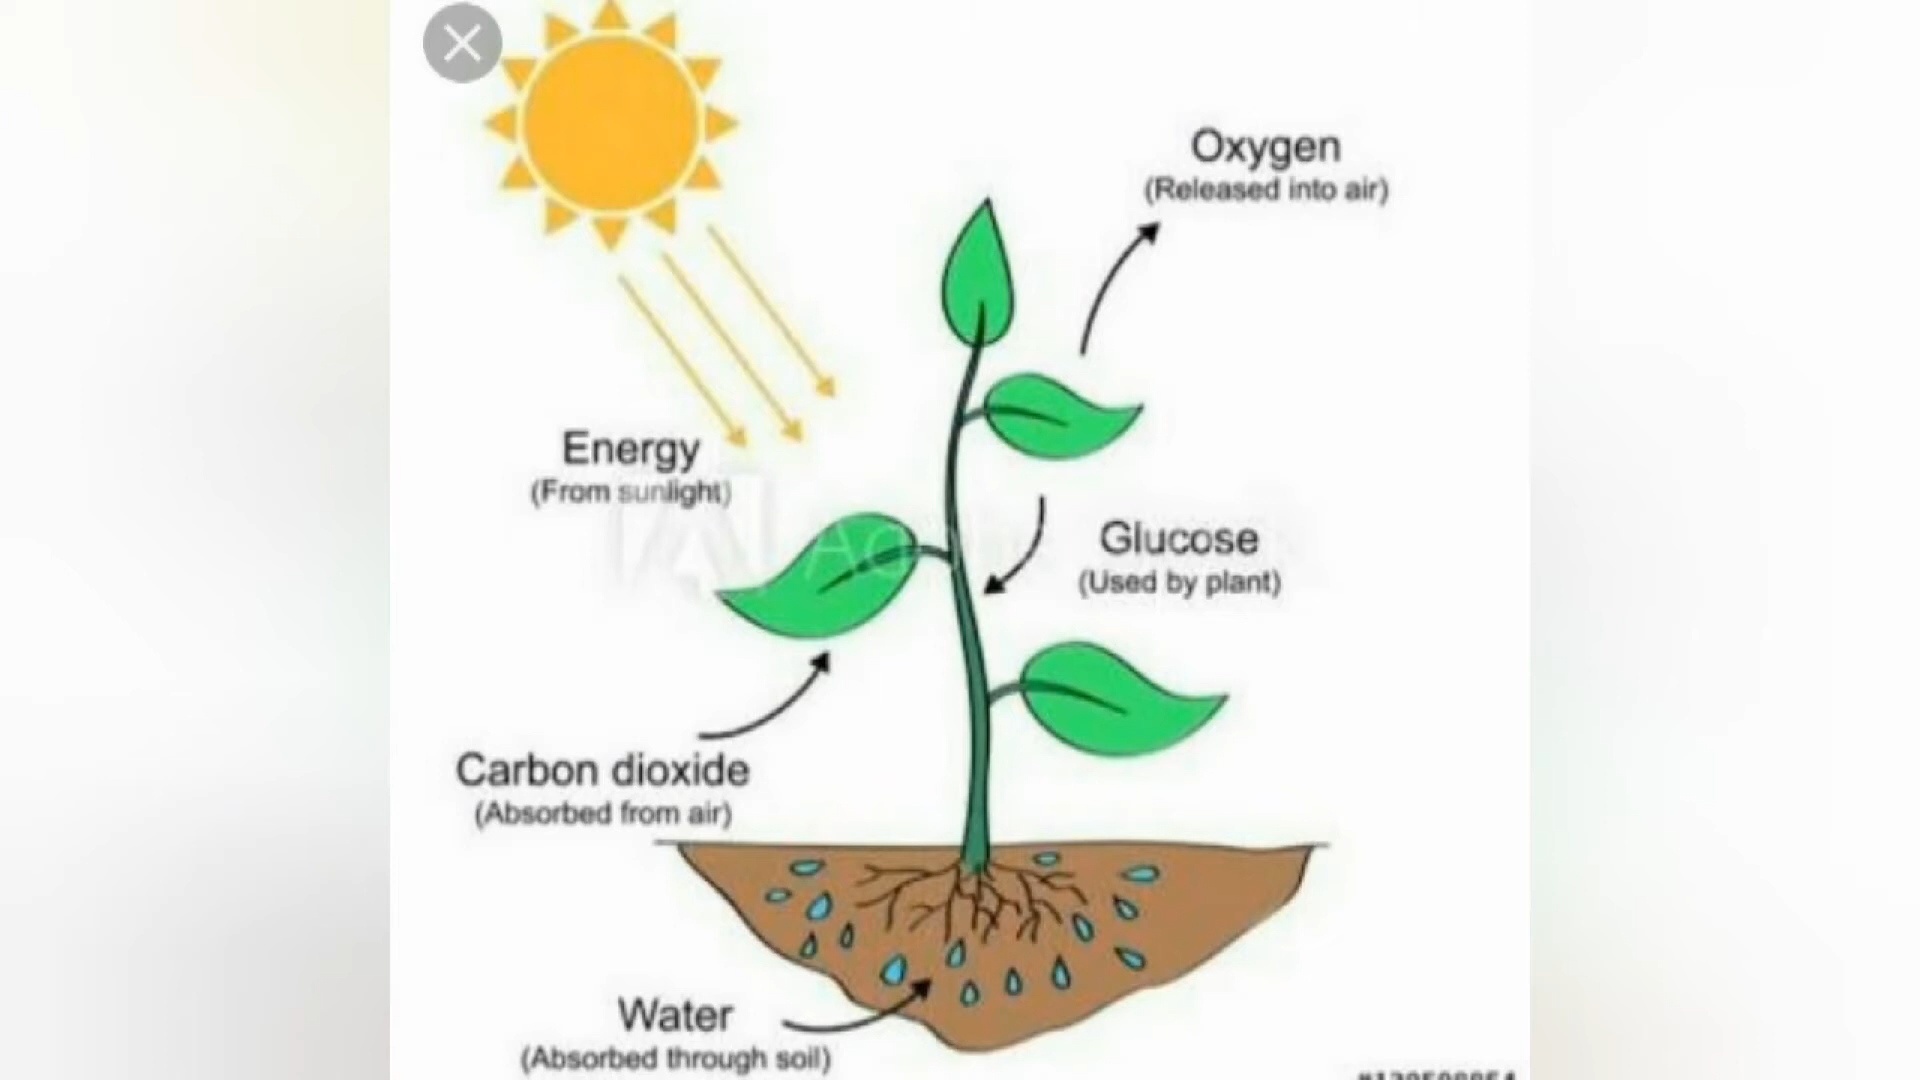 Oxygen
(Released into air)
Energy
(From sunlight)
Glucose
(Used by plant)
Carbon dioxide
(Absorbed from air)
Water
(Absorbed through soil)